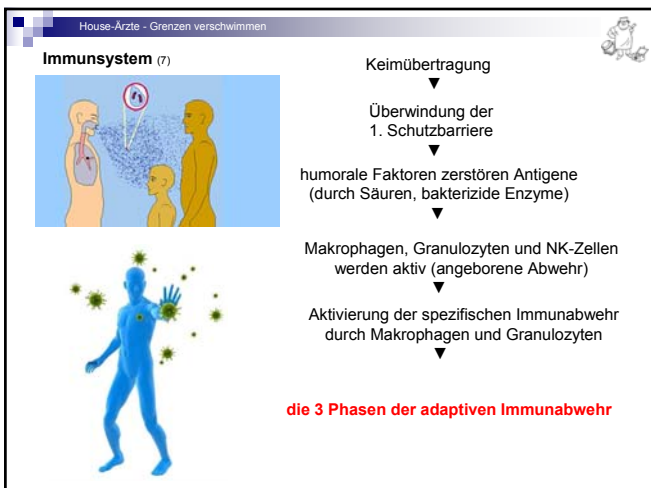 House-Ärzte - Grenzen verschwimmen
Immunsystem (7)
Keimübertragung
▼
Überwindung der
1. Schutzbarriere
▼
humorale Faktoren zerstören Antigene
(durch Säuren, bakterizide Enzyme)
▼
Makrophagen, Granulozyten und NK-Zellen
werden aktiv (angeborene Abwehr)
▼
Aktivierung der spezifischen Immunabwehr
durch Makrophagen und Granulozyten
▼
die 3 Phasen der adaptiven Immunabwehr